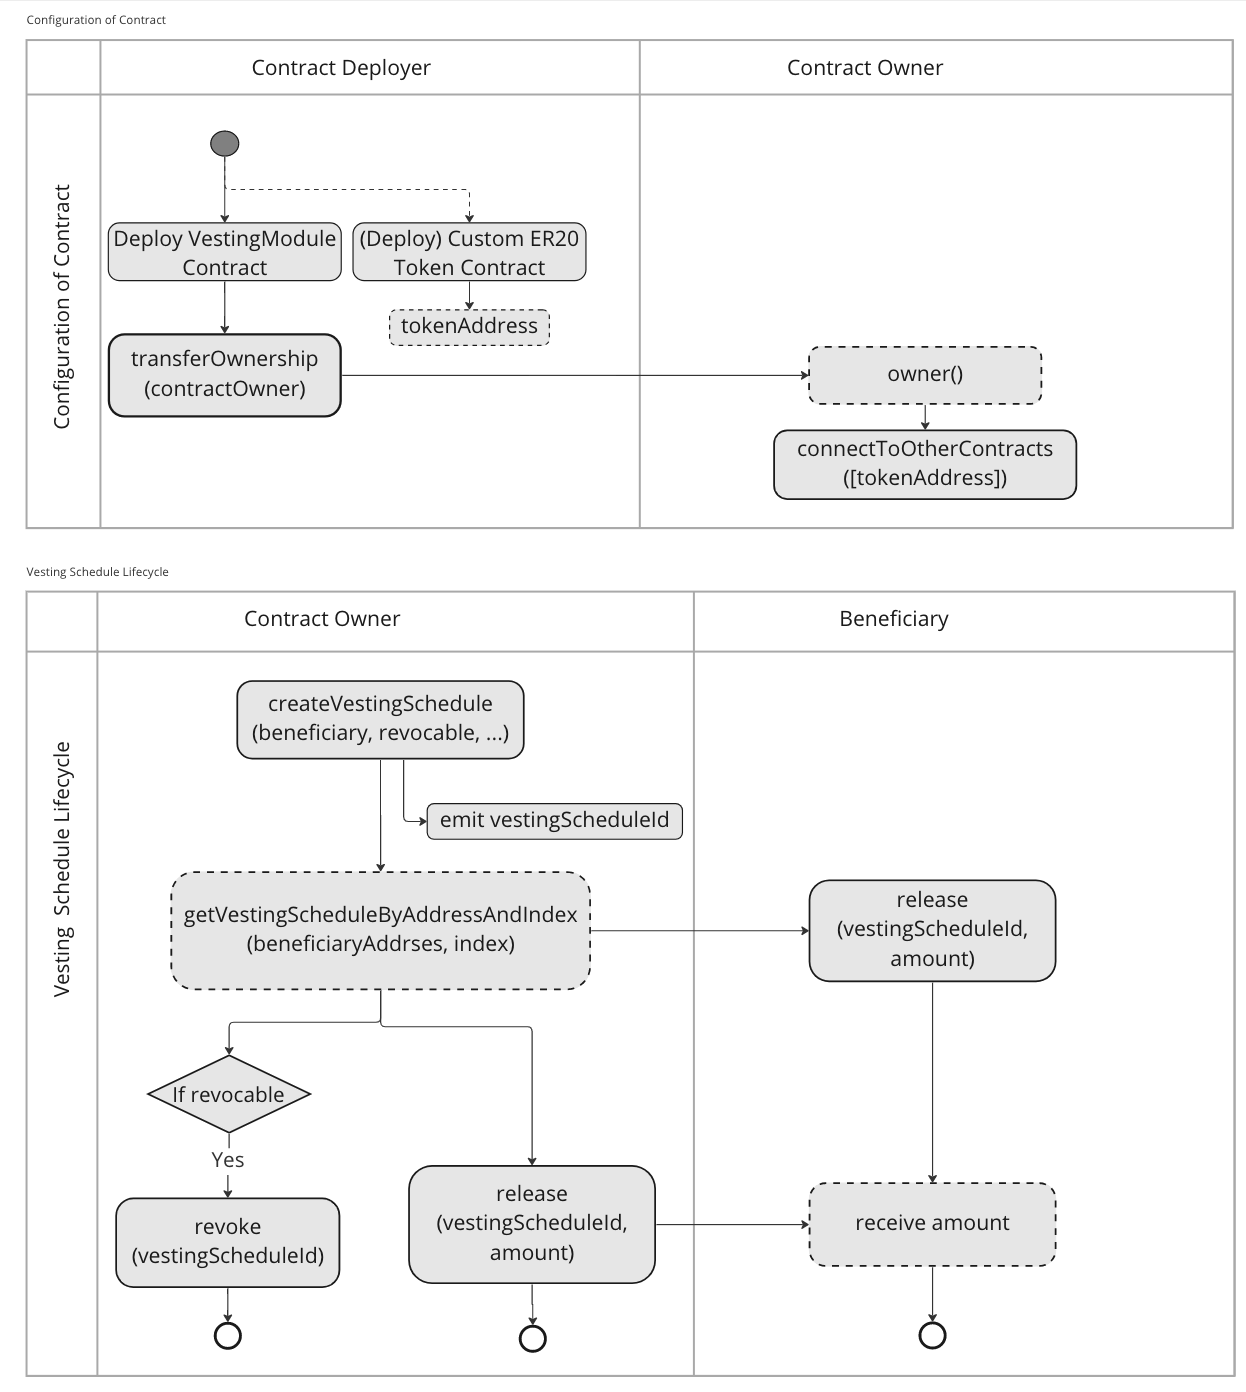 Configuration of Contract
Contract Deployer
Contract Owner
Configuration of Contract
Deploy VestingModule
Contract
(Deploy) Custom ER20
Token Contract
tokenAddress
transferOwnership
(contractOwner)
owner()
connectToOtherContracts
([tokenAddress])
Vesting Schedule Lifecycle
Contract Owner
Beneficiary
Vesting Schedule Lifecycle
createVestingSchedule
(beneficiary, revocable, ...)
emit vestingScheduleId
getVestingScheduleByAddressAndIndex
(beneficiaryAddrses, index)
release
(vestingScheduleId,
amount)
If revocable
Yes
revoke
(vestingScheduleId)
release
(vestingScheduleId,
amount)
receive amount